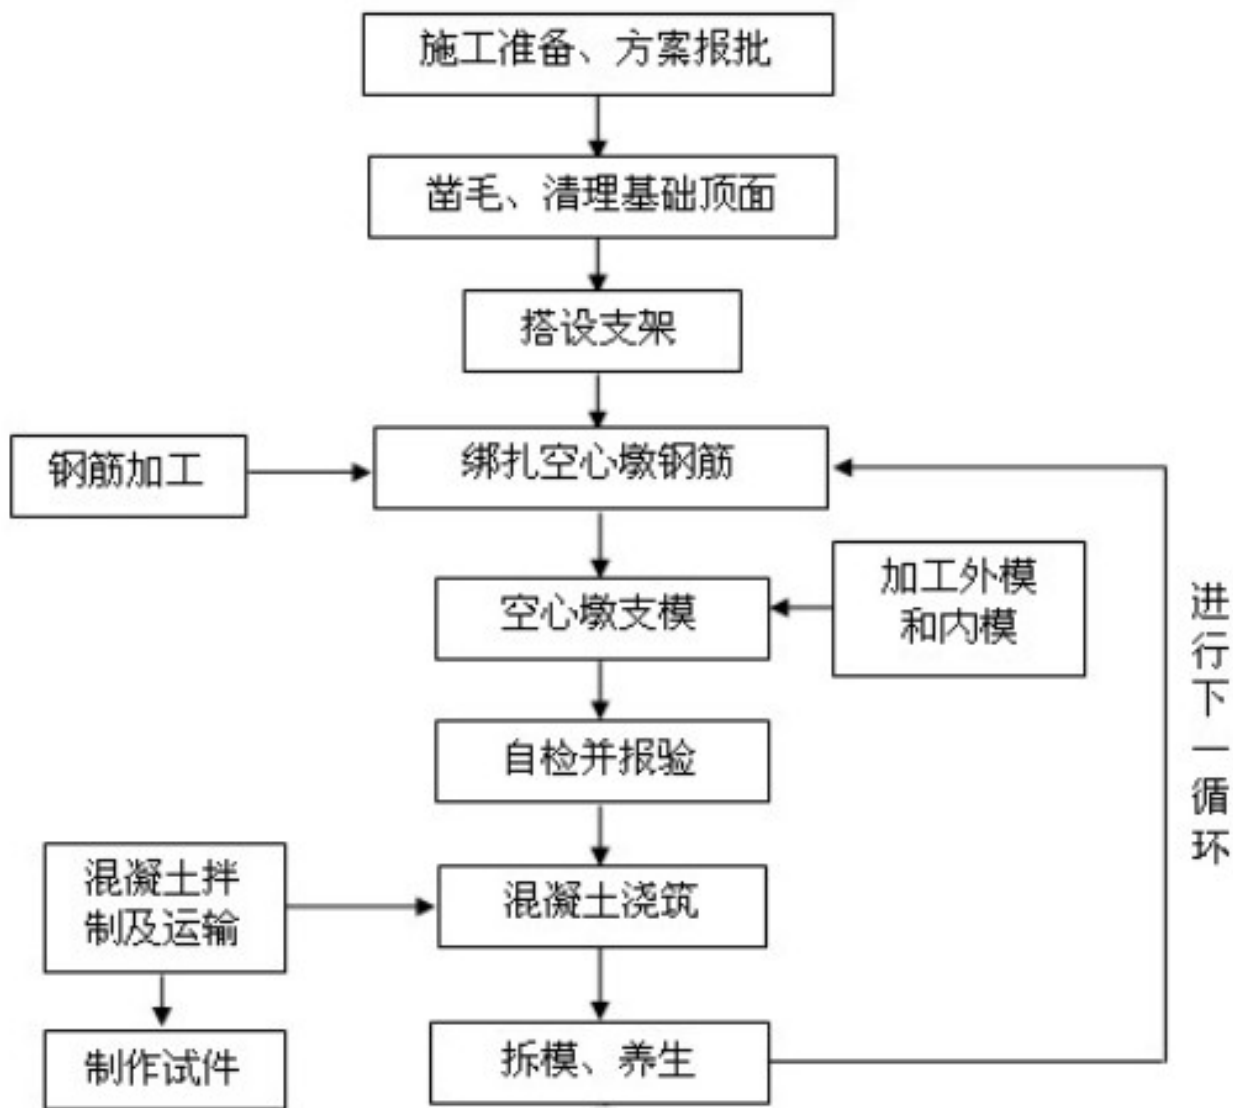 施工准备、方案报批
凿毛、清理基础顶面
搭设支架
钢筋加工
绑扎空心墩钢筋
空心墩支模
加工外模
和内模
自检并报验
进行下一循环
混凝土拌
制及运输
混凝土浇筑
制作试件
拆模、养生